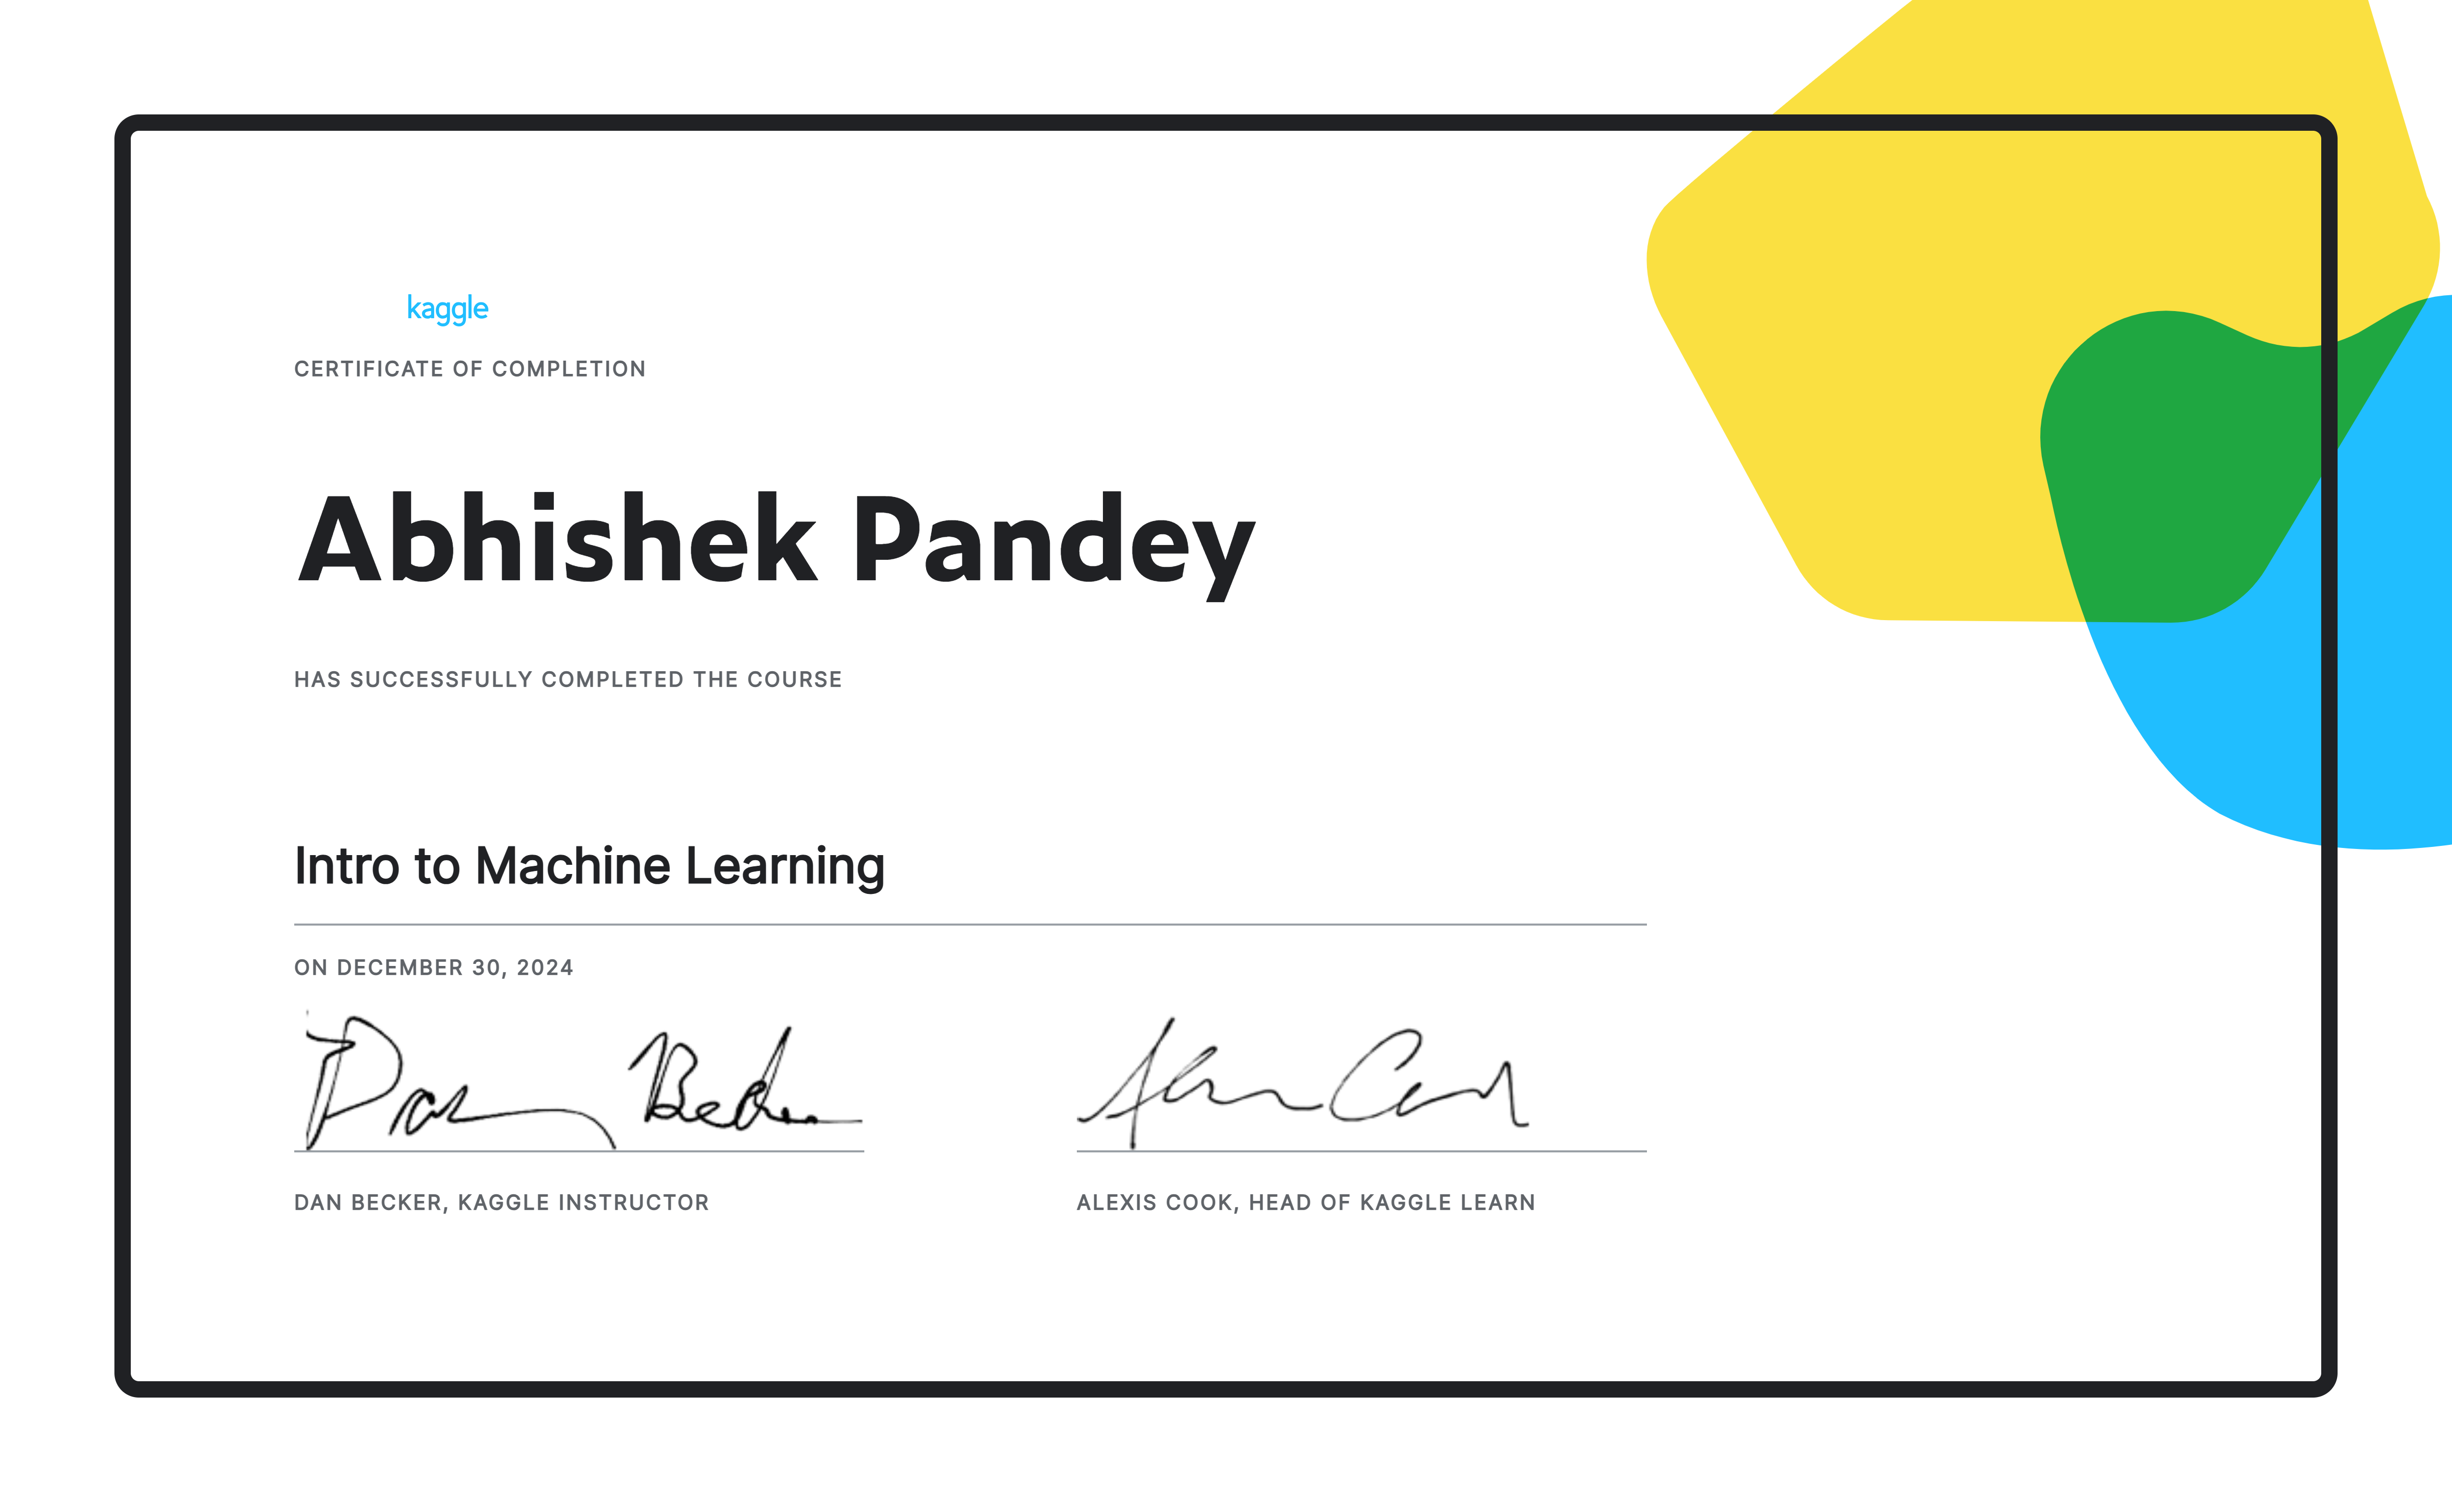 kaggle
CERTIFICATE OF COMPLETION
Abhishek Pandey
HAS SUCCESSFULLY COMPLETED THE COURSE
Intro to Machine Learning
ON DECEMBER 30, 2024
Dan Becker
Alexis Cook
DAN BECKER, KAGGLE INSTRUCTOR
ALEXIS COOK, HEAD OF KAGGLE LEARN